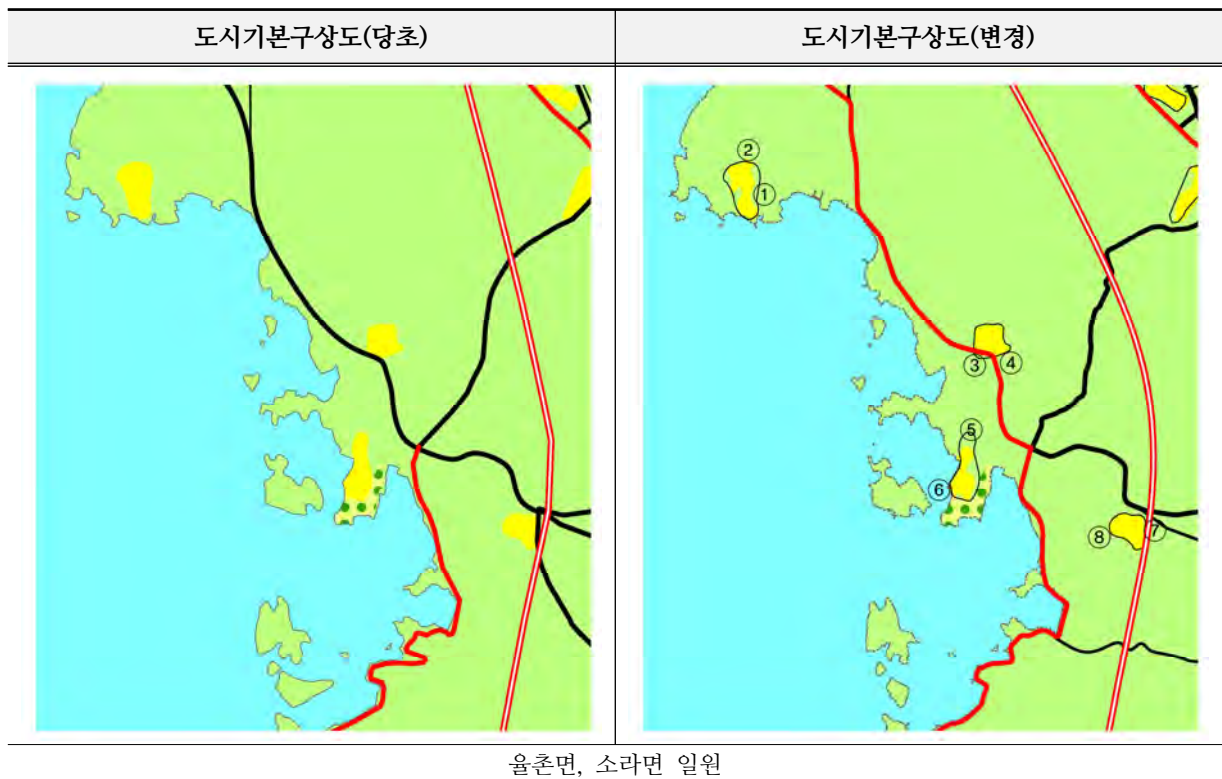 도시기본구상도(당초)
도시기본구상도(변경)
②
①
③ ④
⑤
⑥
⑧ ⑦
율촌면, 소라면 일원